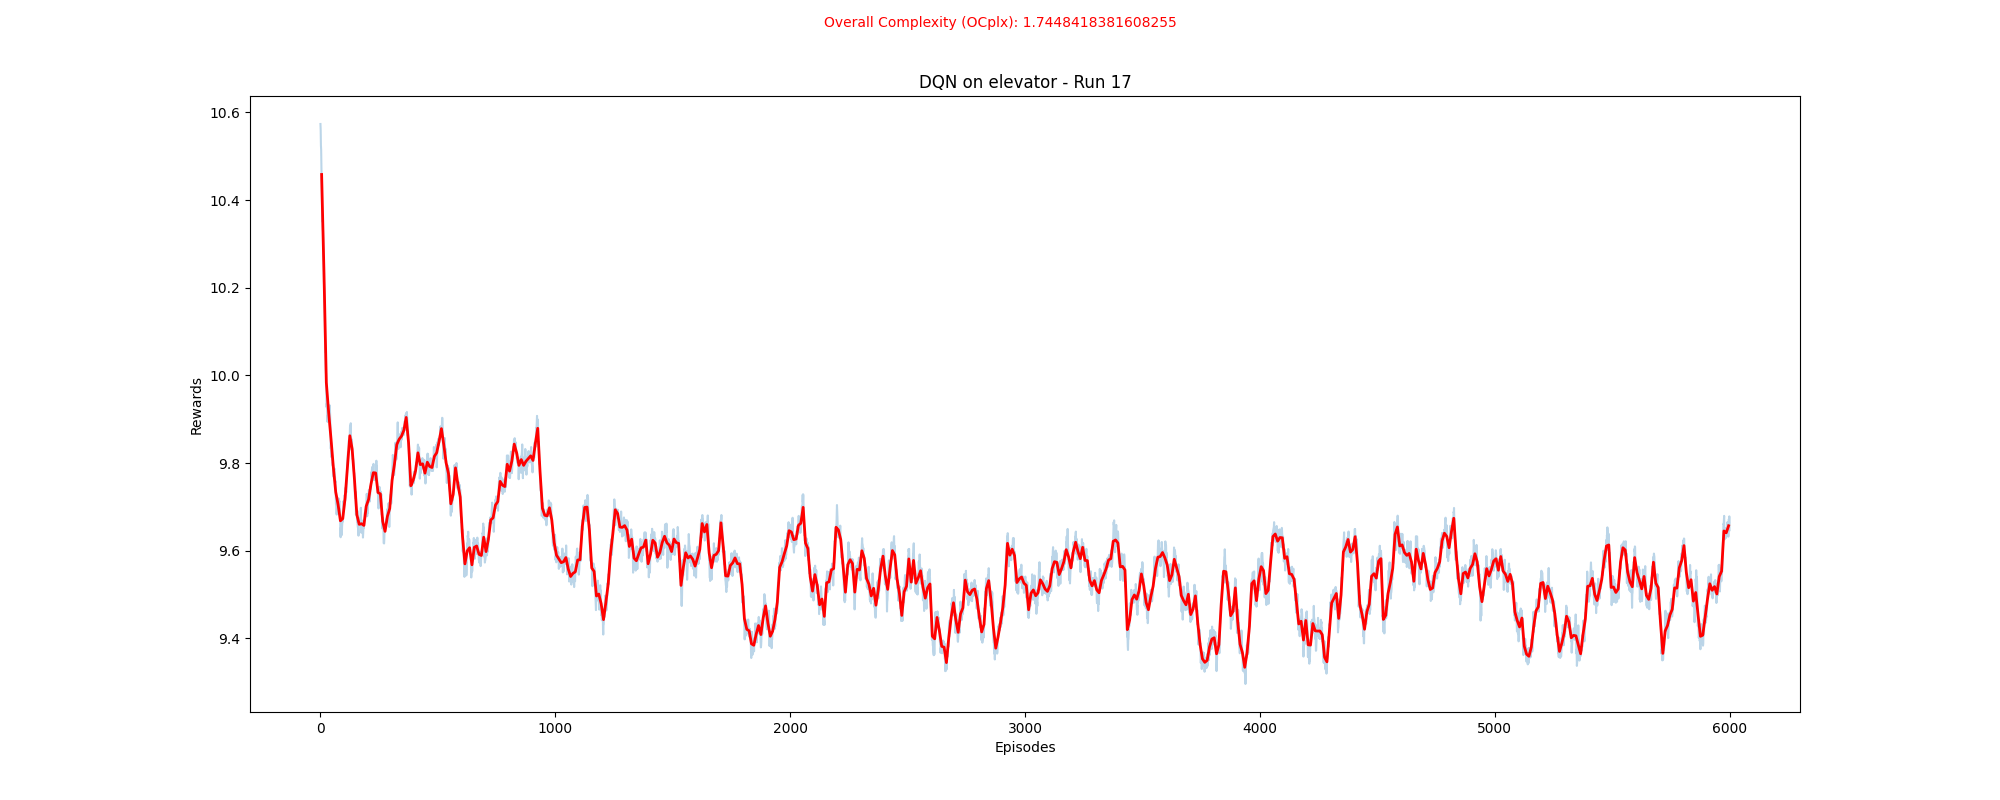 Overall Complexity (OCplx): 1.7448418381608255
DQN on elevator - Run 17
10.6
10.4
10.2
10.0
9.8
9.6
9.4
Rewards
0 1000 2000 3000 4000 5000 6000
Episodes